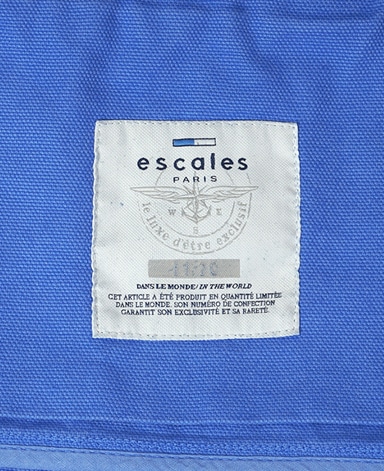 escales
PARIS
W E
S
le luxe d'être exclusif
DANS LE MONDE/IN THE WORLD
CET ARTICLE A ÉTÉ PRODUIT EN QUANTITÉ LIMITÉE
DANS LE MONDE. SON NUMÉRO DE CONFECTION
GARANTIT SON EXCLUSIVITÉ ET SA RARETÉ.